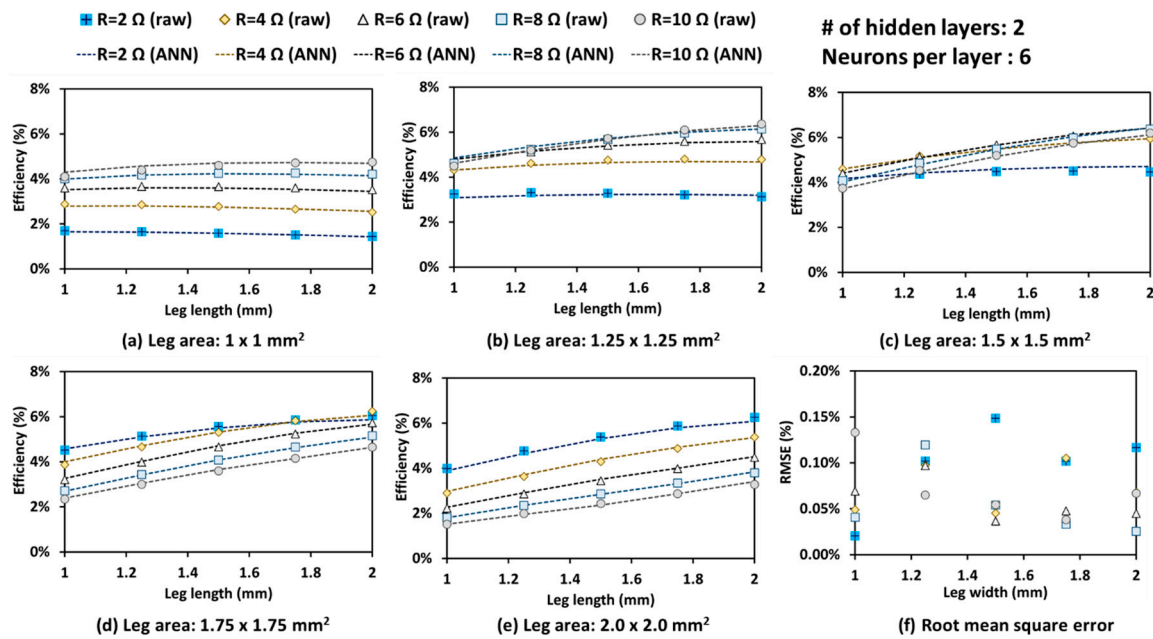 R=2 Ω (raw) R=4 Ω (raw) R=6 Ω (raw) R=8 Ω (raw) R=10 Ω (raw)
R=2 Ω (ANN) R=4 Ω (ANN) R=6 Ω (ANN) R=8 Ω (ANN) R=10 Ω (ANN)
# of hidden layers: 2
Neurons per layer : 6
8%
6%
4%
2%
0%
Efficiency (%)
1 1.2 1.4 1.6 1.8 2
Leg length (mm)
(a) Leg area: 1 x 1 mm²
8%
6%
4%
2%
0%
Efficiency (%)
1 1.2 1.4 1.6 1.8 2
Leg length (mm)
(b) Leg area: 1.25 x 1.25 mm²
8%
6%
4%
2%
0%
Efficiency (%)
1 1.2 1.4 1.6 1.8 2
Leg length (mm)
(c) Leg area: 1.5 x 1.5 mm²
8%
6%
4%
2%
0%
Efficiency (%)
1 1.2 1.4 1.6 1.8 2
Leg length (mm)
(d) Leg area: 1.75 x 1.75 mm²
8%
6%
4%
2%
0%
Efficiency (%)
1 1.2 1.4 1.6 1.8 2
Leg length (mm)
(e) Leg area: 2.0 x 2.0 mm²
0.20%
0.15%
0.10%
0.05%
0.00%
RMSE (%)
1 1.2 1.4 1.6 1.8 2
Leg width (mm)
(f) Root mean square error